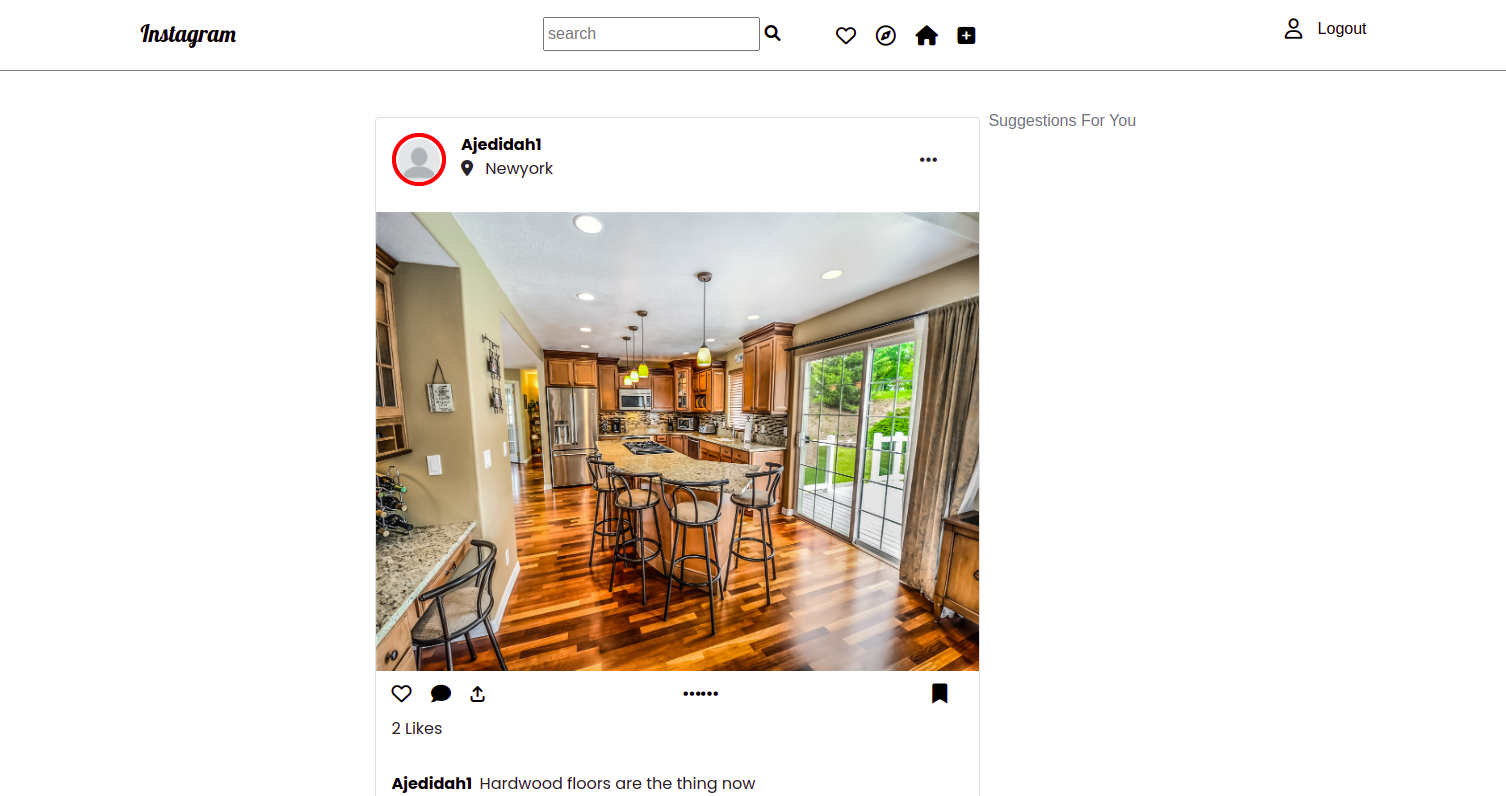 Instagram
search
Logout
Suggestions For You
Ajedidah1
Newyork
2 Likes
Ajedidah1 Hardwood floors are the thing now